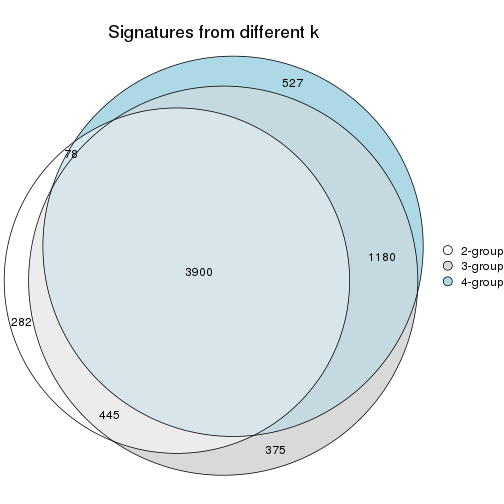 Signatures from different k
527
78
1180
3900
282
445
375
2-group
3-group
4-group